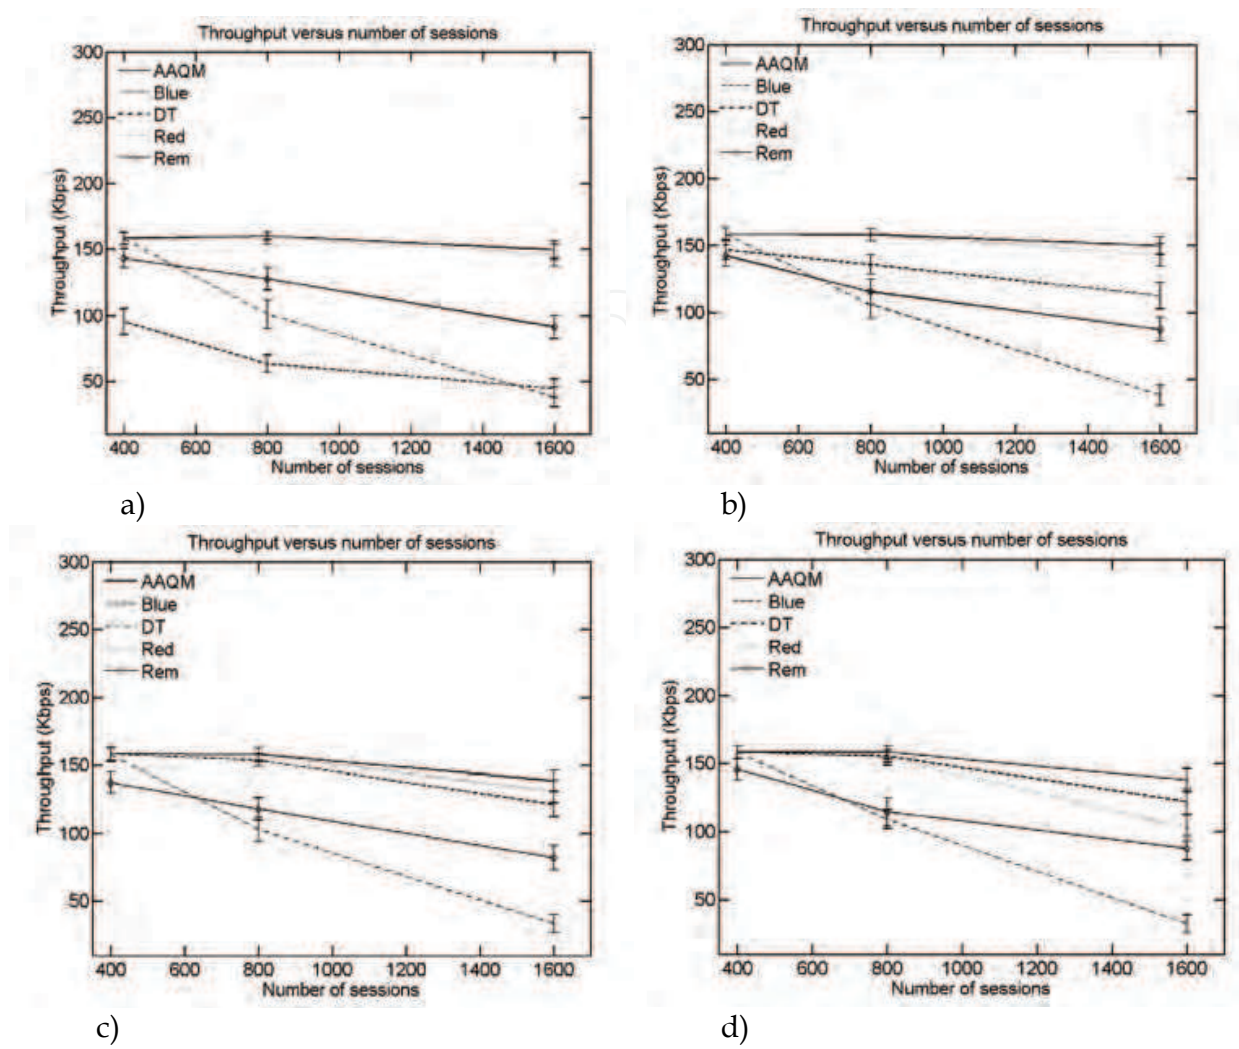 Throughput versus number of sessions
300
250
200
150
100
50
AAQM
Blue
DT
Red
Rem
Throughput (Kbps)
400 600 800 1000 1200 1400 1600
Number of sessions
a)
Throughput versus number of sessions
300
250
200
150
100
50
AAQM
Blue
DT
Red
Rem
Throughput (Kbps)
400 600 800 1000 1200 1400 1600
Number of sessions
b)
Throughput versus number of sessions
300
250
200
150
100
50
AAQM
Blue
DT
Red
Rem
Throughput (Kbps)
400 600 800 1000 1200 1400 1600
Number of sessions
c)
Throughput versus number of sessions
300
250
200
150
100
50
AAQM
Blue
DT
Red
Rem
Throughput (Kbps)
400 600 800 1000 1200 1400 1600
Number of sessions
d)